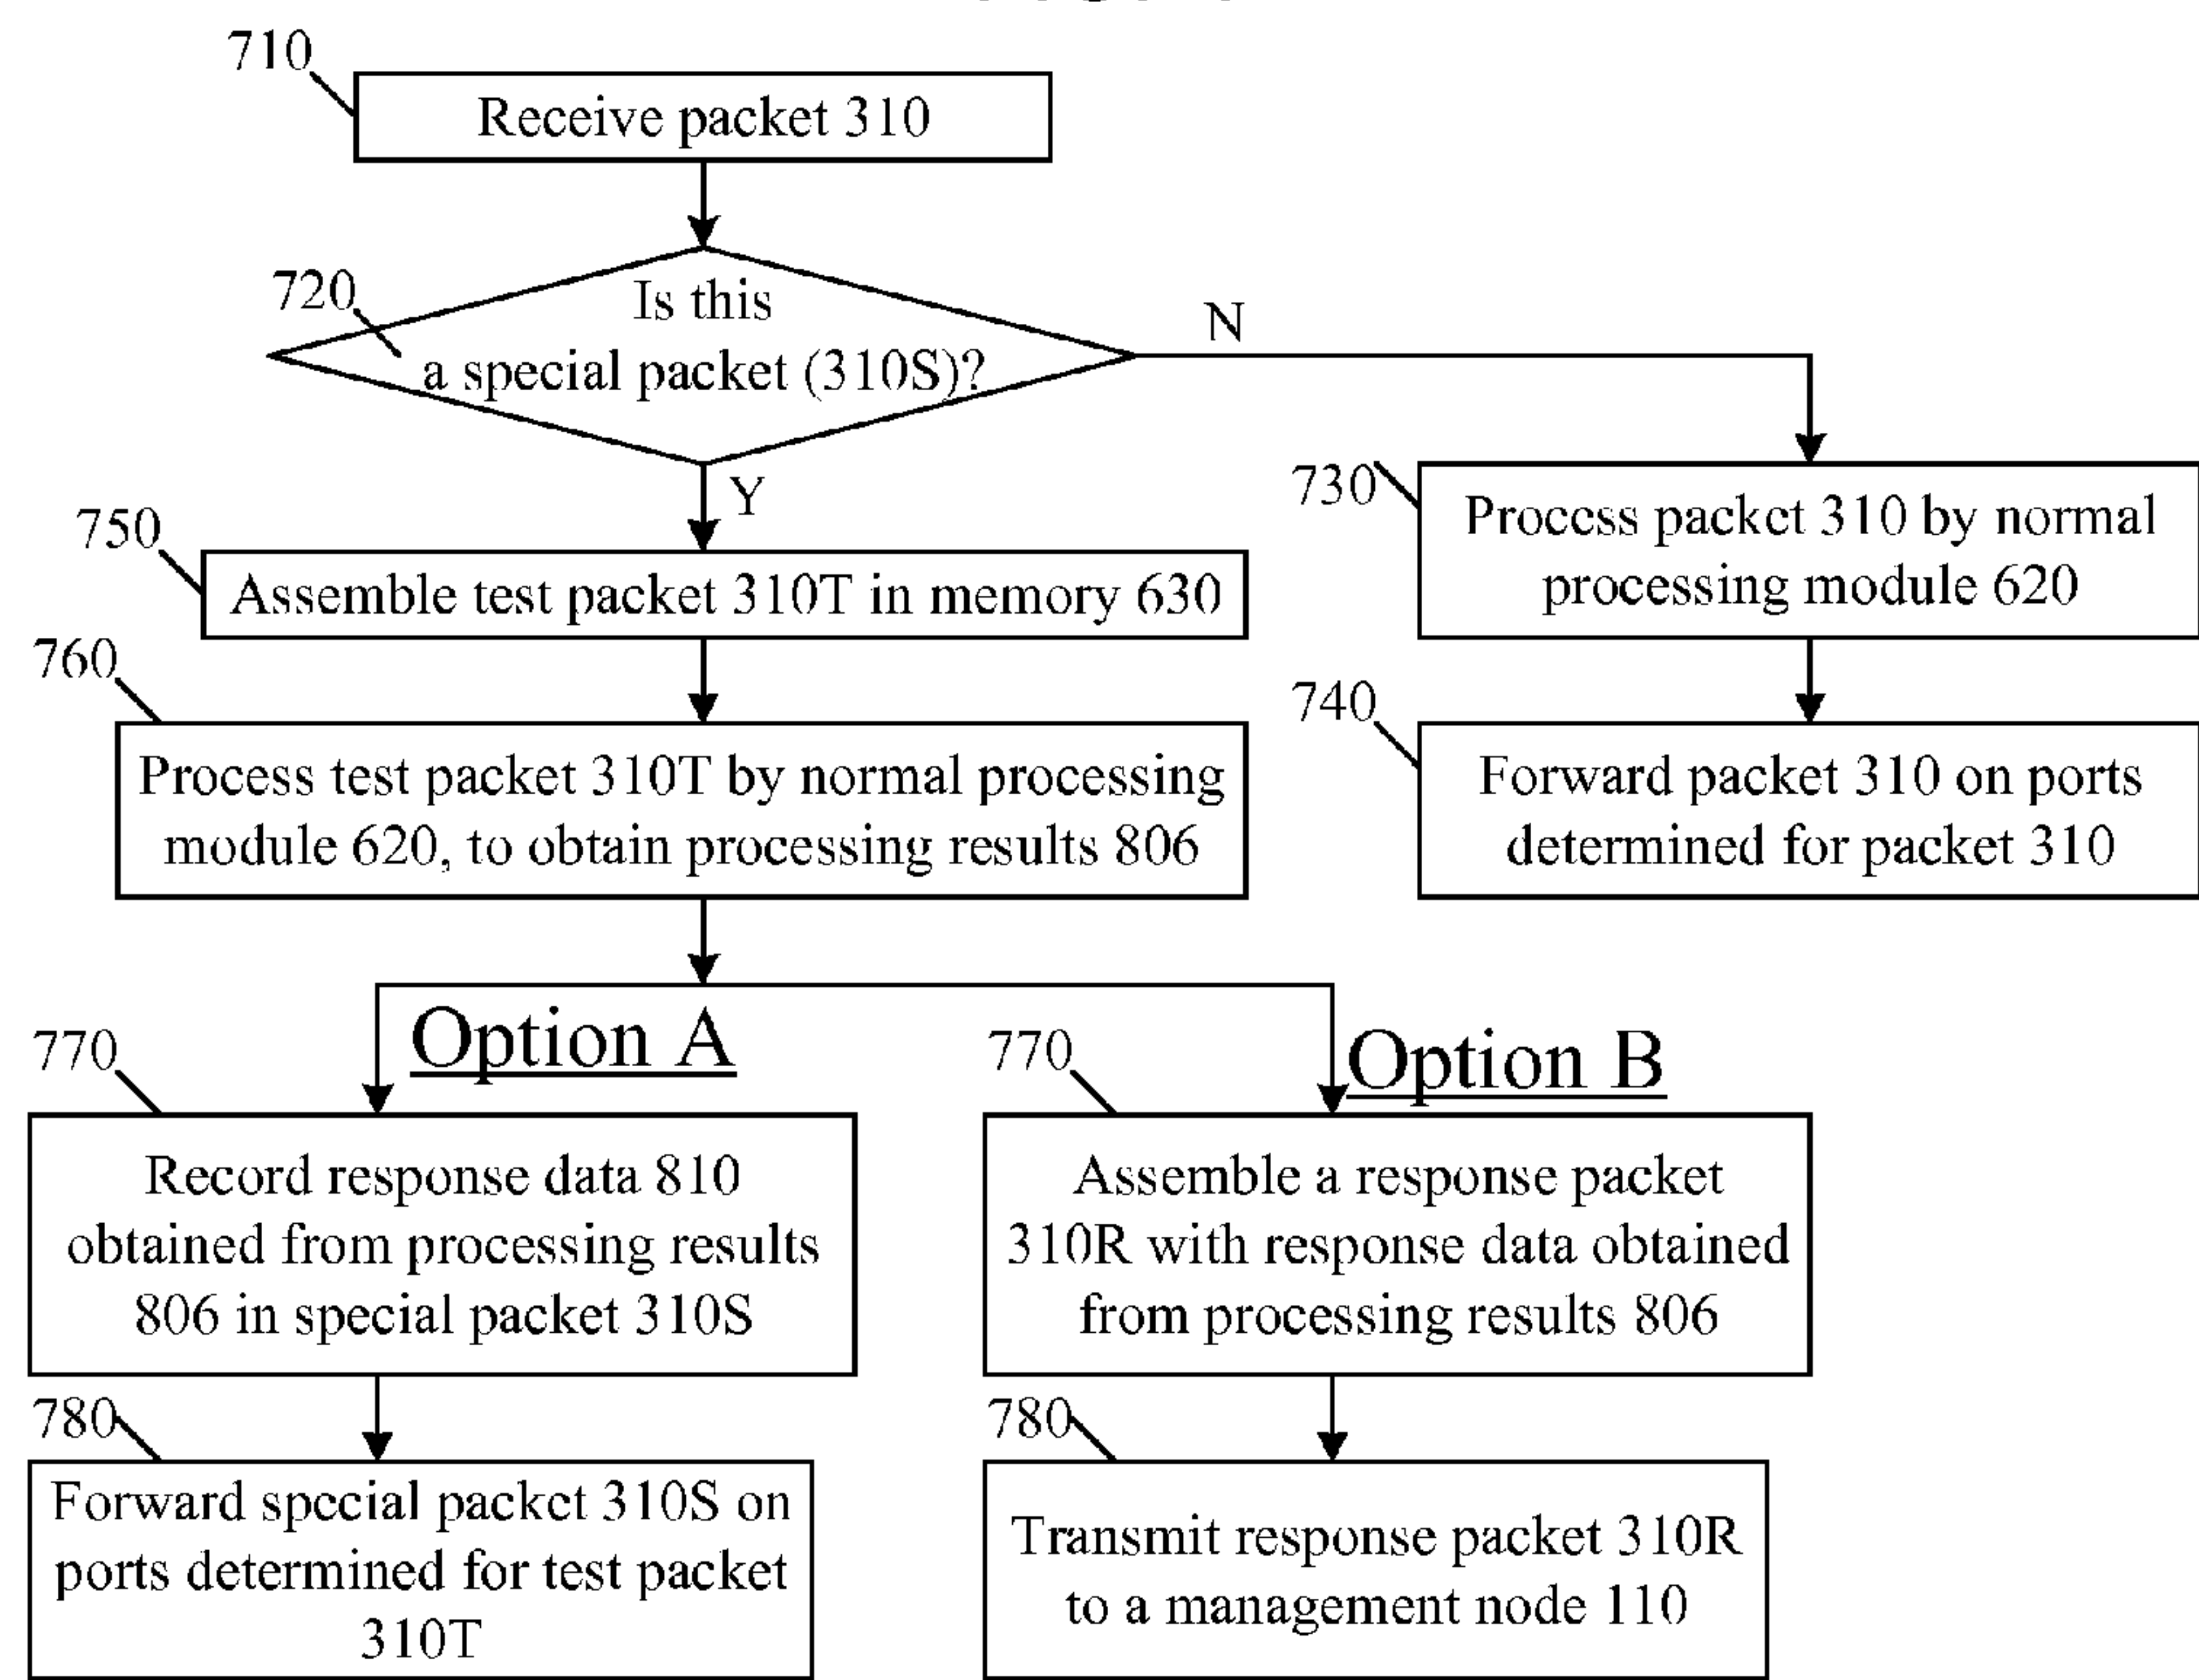 710
Receive packet 310
720
Is this
a special packet (310S)?
N
Y
730
Process packet 310 by normal
processing module 620
750
Assemble test packet 310T in memory 630
760
Process test packet 310T by normal processing
module 620, to obtain processing results 806
740
Forward packet 310 on ports
determined for packet 310
Option A
770
Record response data 810
obtained from processing results
806 in special packet 310S
780
Forward special packet 310S on
ports determined for test packet
310T
Option B
770
Assemble a response packet
310R with response data obtained
from processing results 806
780
Transmit response packet 310R
to a management node 110